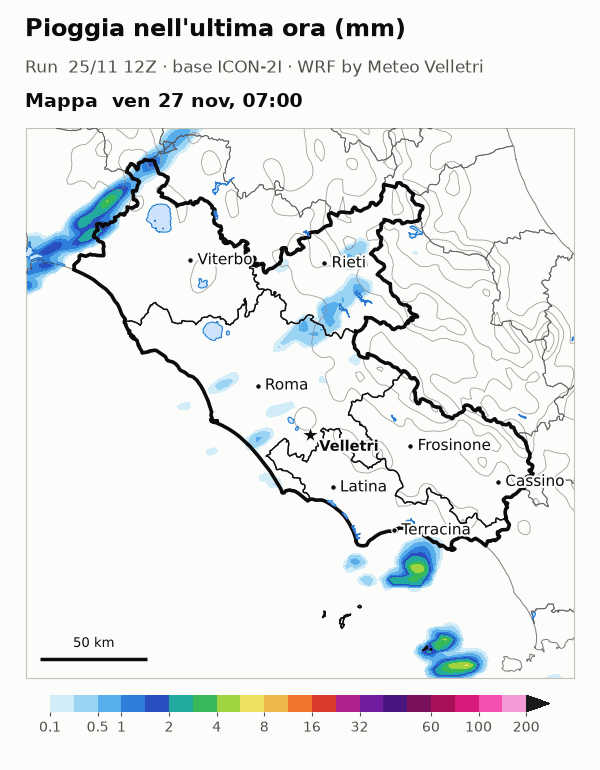 Pioggia nell'ultima ora (mm)
Run  25/11 12Z · base ICON-2I · WRF by Meteo Velletri
Mappa  ven 27 nov, 07:00
Viterbo
Rieti
Roma
Velletri
Frosinone
Latina
Cassino
Terracina
50 km
0.1 0.5 1 2 4 8 16 32 60 100 200